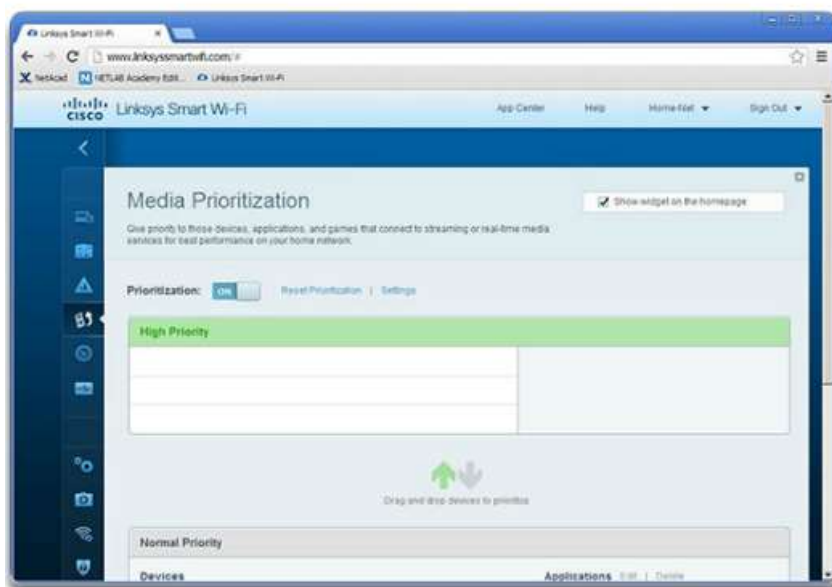 Linksys Smart Wi-Fi
www.linksyssmartwifi.com/#
NetAcad NETLAB Academy Edit... Linksys Smart Wi-Fi
CISCO Linksys Smart Wi-Fi App Center Help Home-Net Sign Out
Media Prioritization
Show widget on the homepage
Give priority to those devices, applications, and games that connect to streaming or real-time media
services for best performance on your home network.
Prioritization: ON Reset Prioritization | Settings
High Priority
Drag and drop devices to prioritize
Normal Priority
Devices Applications Edit | Delete